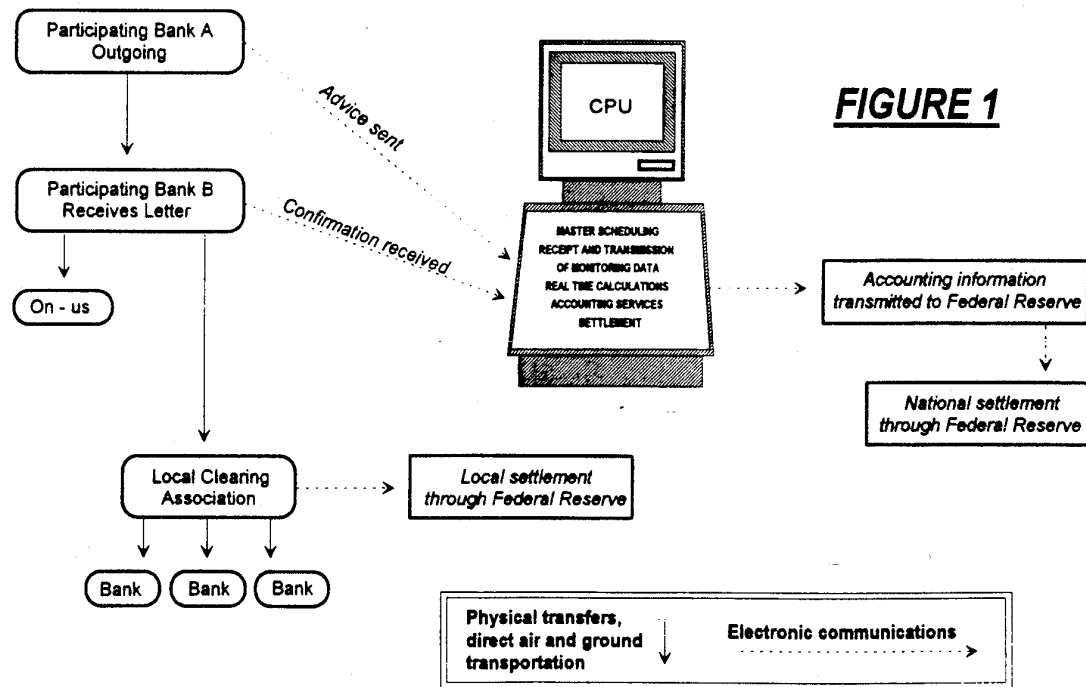 Participating Bank A
Outgoing
Advice sent
CPU
FIGURE 1
Participating Bank B
Receives Letter
Confirmation received
MASTER SCHEDULING
RECEIPT AND TRANSMISSION
OF MONITORING DATA
REAL TIME CALCULATIONS
ACCOUNTING SERVICES
SETTLEMENT
Accounting information
transmitted to Federal Reserve
On - us
National settlement
through Federal Reserve
Local Clearing
Association
Local settlement
through Federal Reserve
Bank
Bank
Bank
Physical transfers,
direct air and ground
transportation
Electronic communications